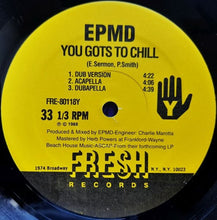 EPMD
YOU GOTS TO CHILL
(E.Sermon, P.Smith)
1. DUB VERSION 4:22
2. ACAPELLA 4:06
3. DUBAPELLA 4:39
FRE-80118Y
33 1/3 RPM
Y
℗ © 1988
Produced & Mixed by EPMD-Engineer: Charlie Marotta
Mastered by Herb Powers at Frankford-Wayne
Beach House Music-ASCAP From their forthcoming LP
FRESH
1974 Broadway N.Y., N.Y. 10023
RECORDS